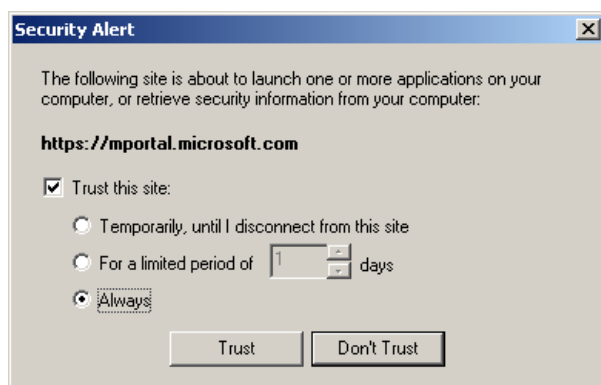 Security Alert
The following site is about to launch one or more applications on your
computer, or retrieve security information from your computer:
https://mportal.microsoft.com
Trust this site:
Temporarily, until I disconnect from this site
For a limited period of 1 days
Always
Trust Don't Trust